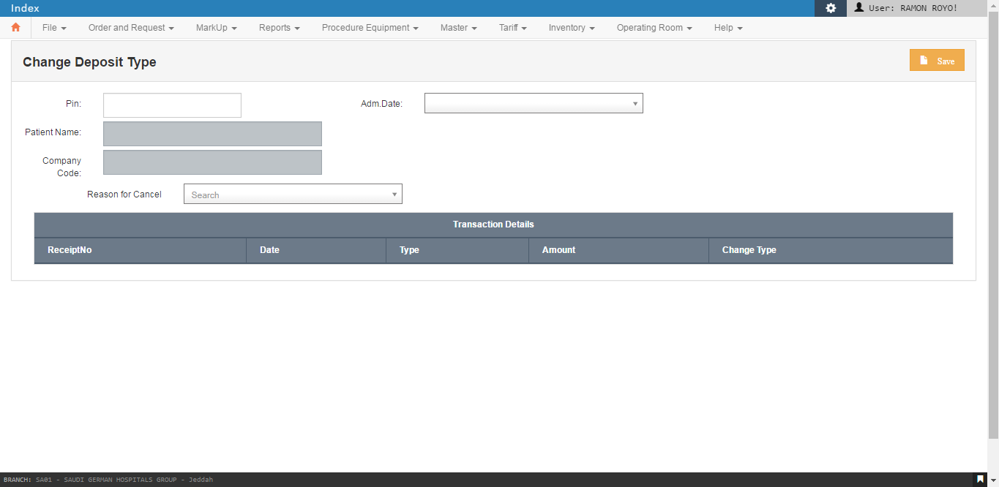 Index
User: RAMON ROYO!
File
Order and Request
MarkUp
Reports
Procedure Equipment
Master
Tariff
Inventory
Operating Room
Help
Change Deposit Type
Save
Pin:
Adm.Date:
Patient Name:
Company
Code:
Reason for Cancel
Search
Transaction Details
ReceiptNo
Date
Type
Amount
Change Type
BRANCH: SA01 - SAUDI GERMAN HOSPITALS GROUP - Jeddah